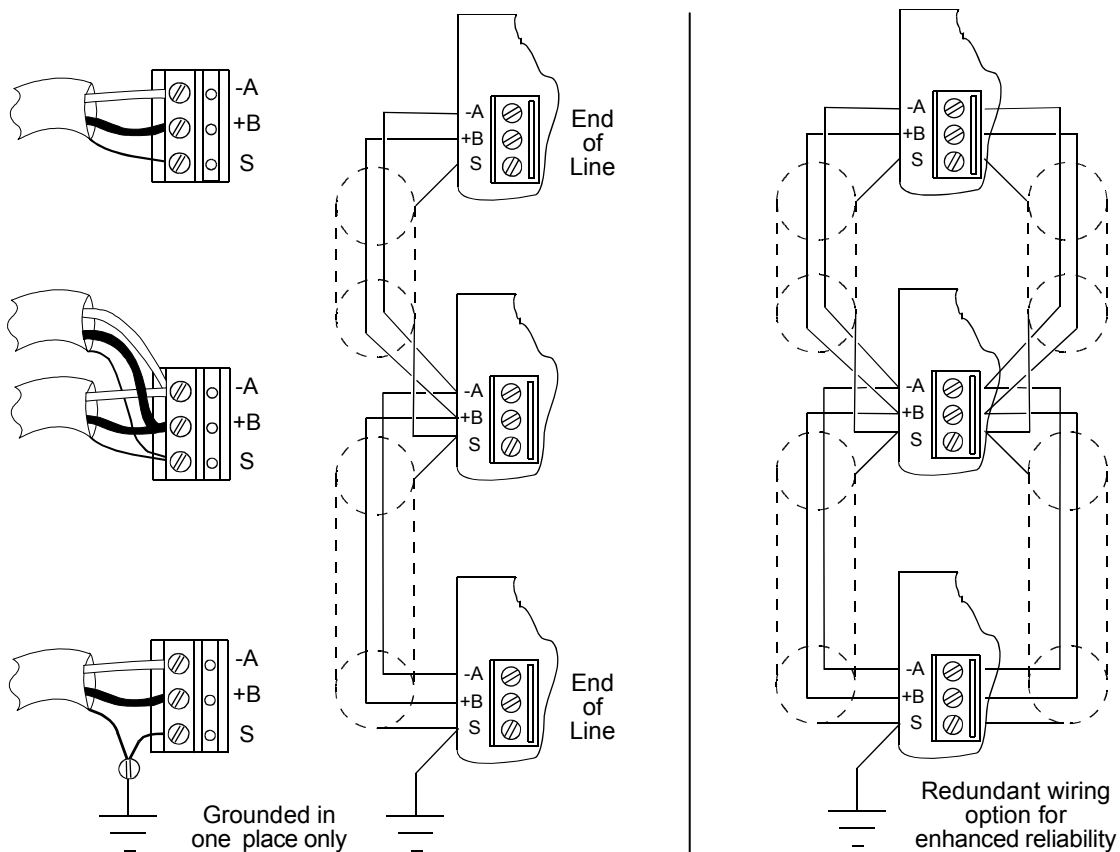 -A
+B
S
-A
+B
S
-A
+B
S
Grounded in
one place only
-A
+B
S
End
of
Line
-A
+B
S
-A
+B
S
End
of
Line
-A
+B
S
-A
+B
S
-A
+B
S
Redundant wiring
option for
enhanced reliability